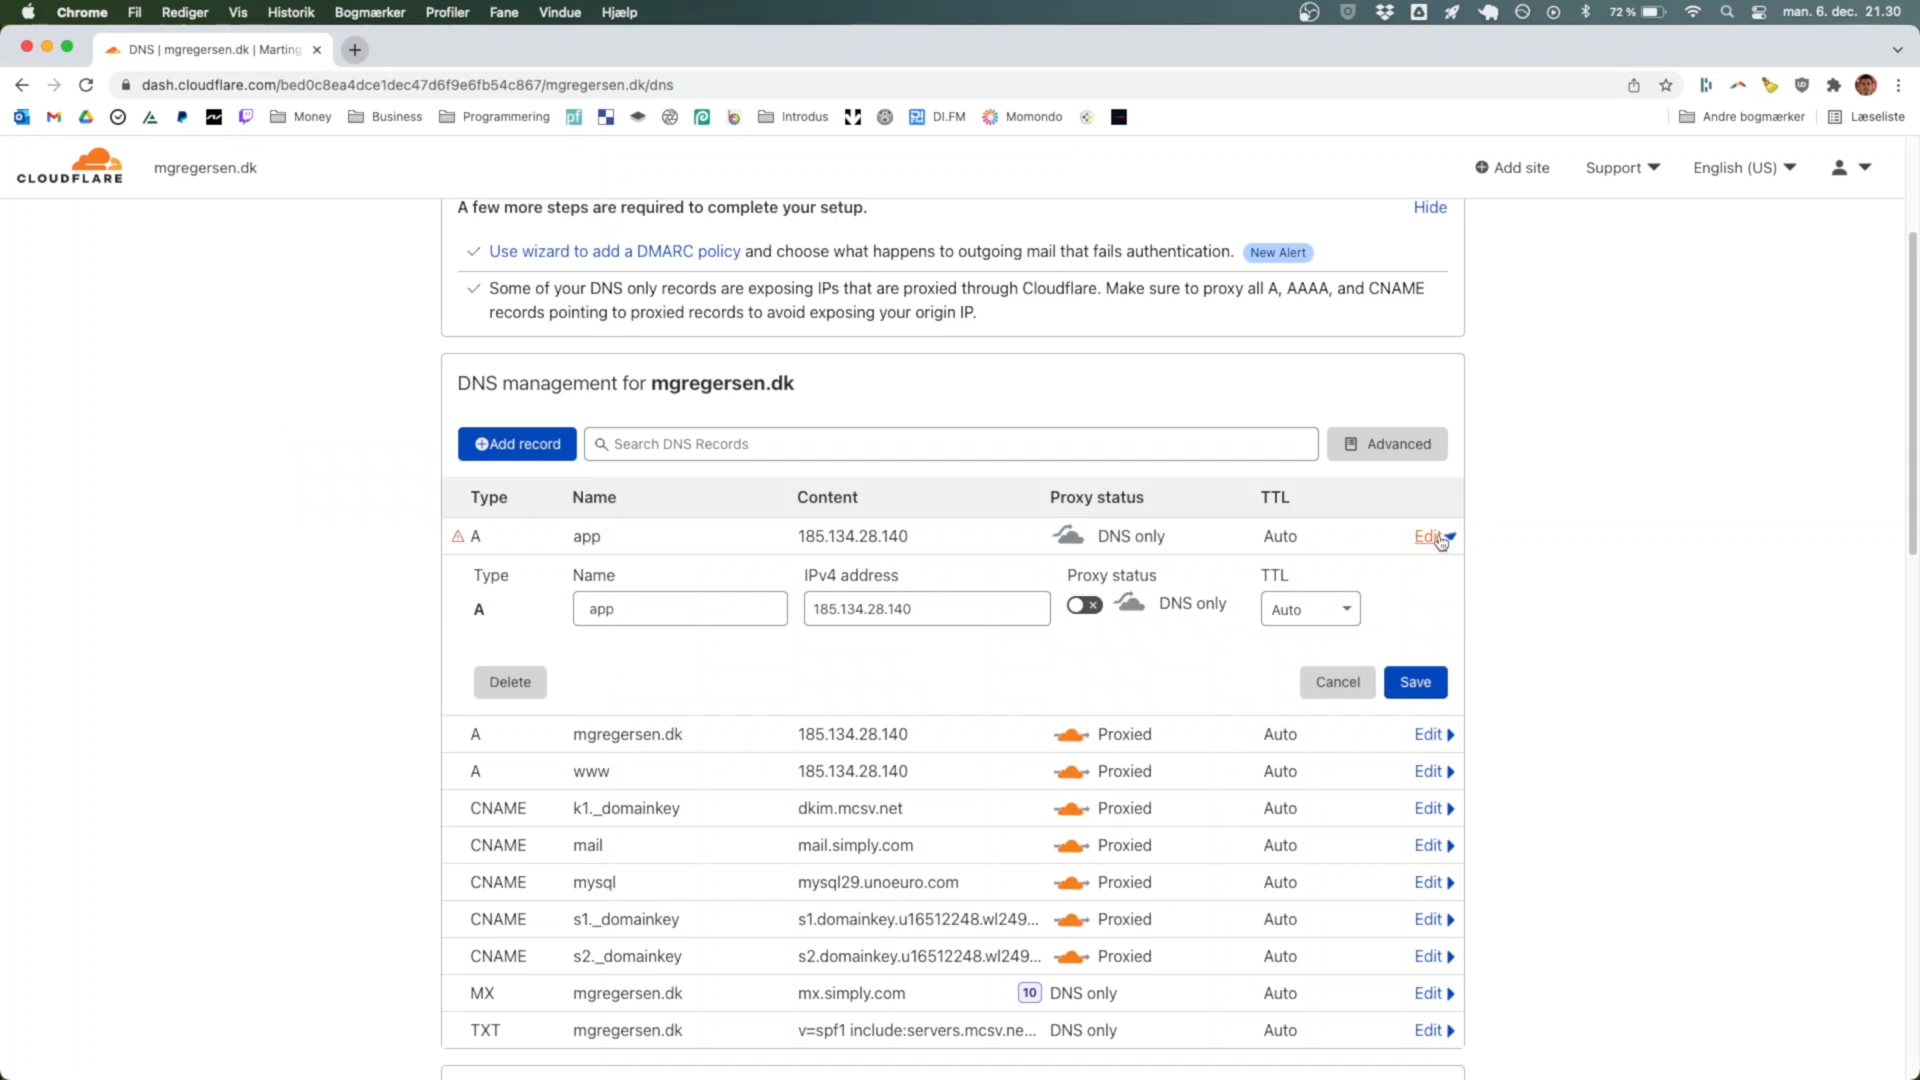 Chrome Fil Rediger Vis Historik Bogmærker Profiler Fane Vindue Hjælp 72 % man. 6. dec. 21.30
DNS | mgregersen.dk | Marting
dash.cloudflare.com/bed0c8ea4dce1dec47d6f9e6fb54c867/mgregersen.dk/dns
Money Business Programmering pf Introdus DI.FM Momondo Andre bogmærker Læseliste
CLOUDFLARE mgregersen.dk Add site Support English (US)
A few more steps are required to complete your setup. Hide
Use wizard to add a DMARC policy and choose what happens to outgoing mail that fails authentication. New Alert
Some of your DNS only records are exposing IPs that are proxied through Cloudflare. Make sure to proxy all A, AAAA, and CNAME
records pointing to proxied records to avoid exposing your origin IP.
DNS management for mgregersen.dk
Add record Search DNS Records Advanced
Type Name Content Proxy status TTL
A app 185.134.28.140 DNS only Auto Edit
Type Name IPv4 address Proxy status TTL
A app 185.134.28.140 DNS only Auto
Delete Cancel Save
A mgregersen.dk 185.134.28.140 Proxied Auto Edit
A www 185.134.28.140 Proxied Auto Edit
CNAME k1._domainkey dkim.mcsv.net Proxied Auto Edit
CNAME mail mail.simply.com Proxied Auto Edit
CNAME mysql mysql29.unoeuro.com Proxied Auto Edit
CNAME s1._domainkey s1.domainkey.u16512248.wl249... Proxied Auto Edit
CNAME s2._domainkey s2.domainkey.u16512248.wl249... Proxied Auto Edit
MX mgregersen.dk mx.simply.com 10 DNS only Auto Edit
TXT mgregersen.dk v=spf1 include:servers.mcsv.ne... DNS only Auto Edit